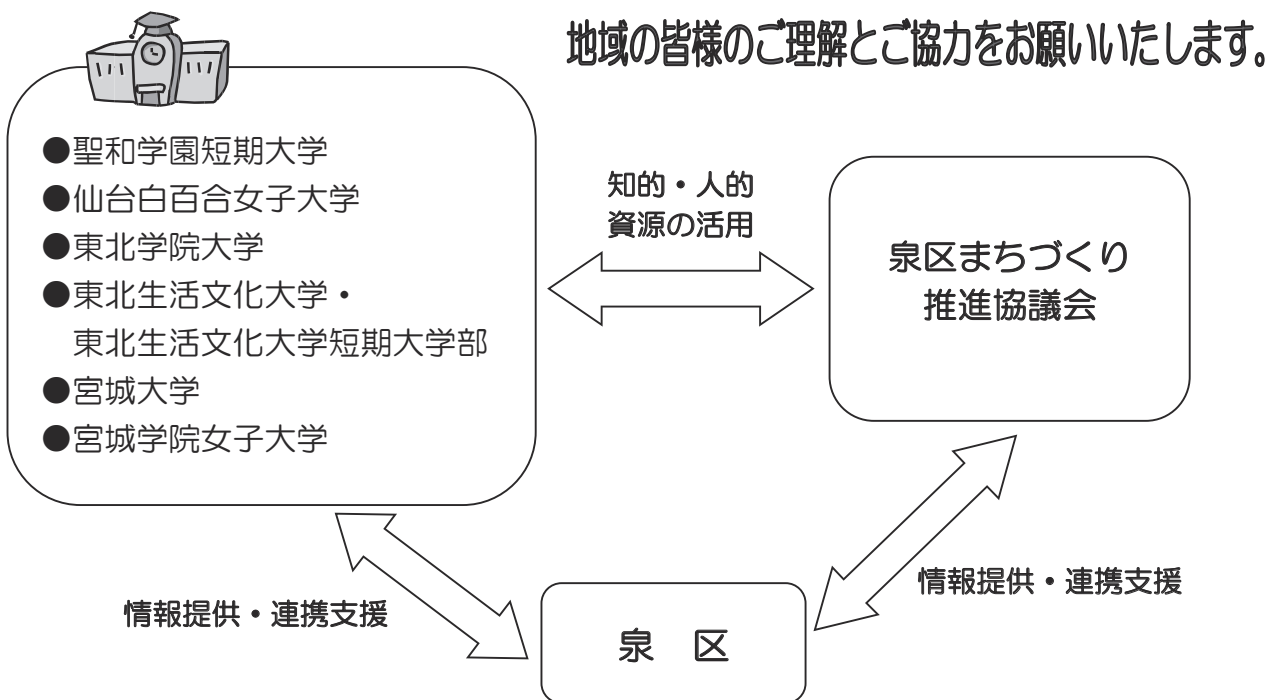 地域の皆様のご理解とご協力をお願いいたします。
●聖和学園短期大学
●仙台白百合女子大学
●東北学院大学
●東北生活文化大学・
東北生活文化大学短期大学部
●宮城大学
●宮城学院女子大学
知的・人的
資源の活用
泉区まちづくり
推進協議会
情報提供・連携支援
情報提供・連携支援
泉　区